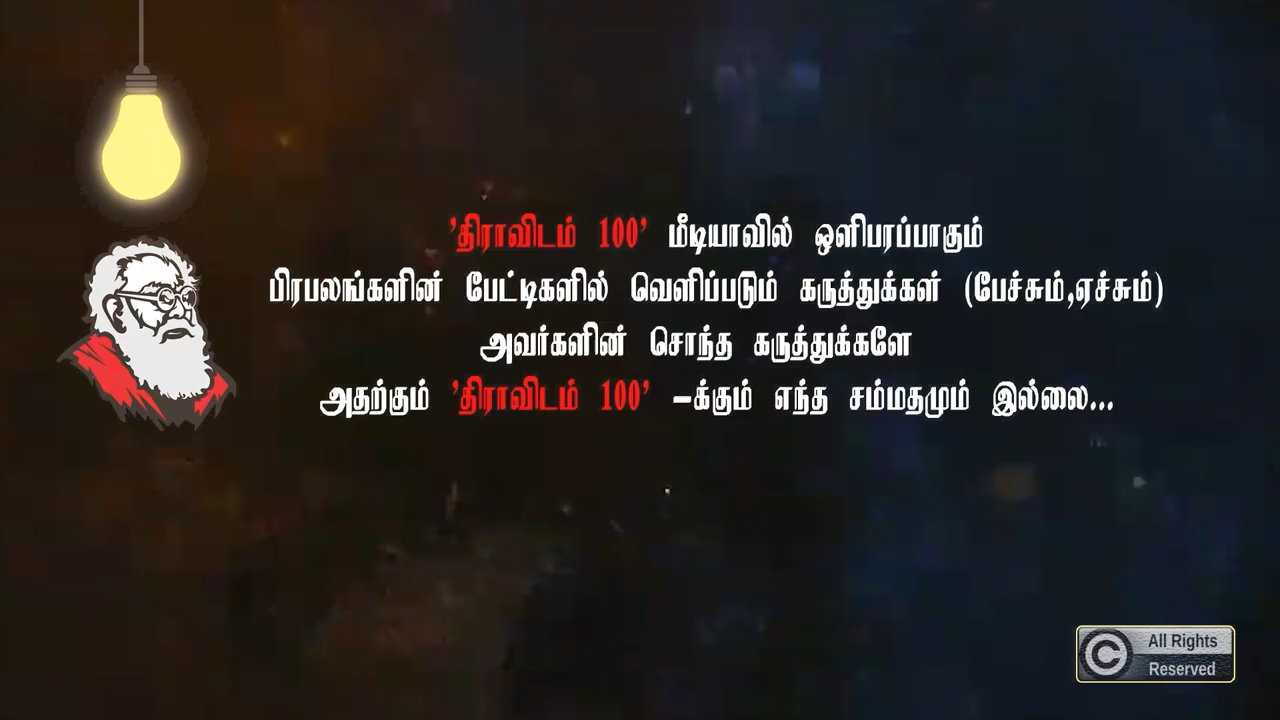 'திராவிடம் 100' மீடியாவில் ஒளிபரப்பாகும்
பிரபலங்களின் பேட்டிகளில் வெளிப்படும் கருத்துக்கள் (பேச்சும்,ஏச்சும்)
அவர்களின் சொந்த கருத்துக்களே
அதற்கும் 'திராவிடம் 100' -க்கும் எந்த சம்மதமும் இல்லை...
C All Rights
Reserved